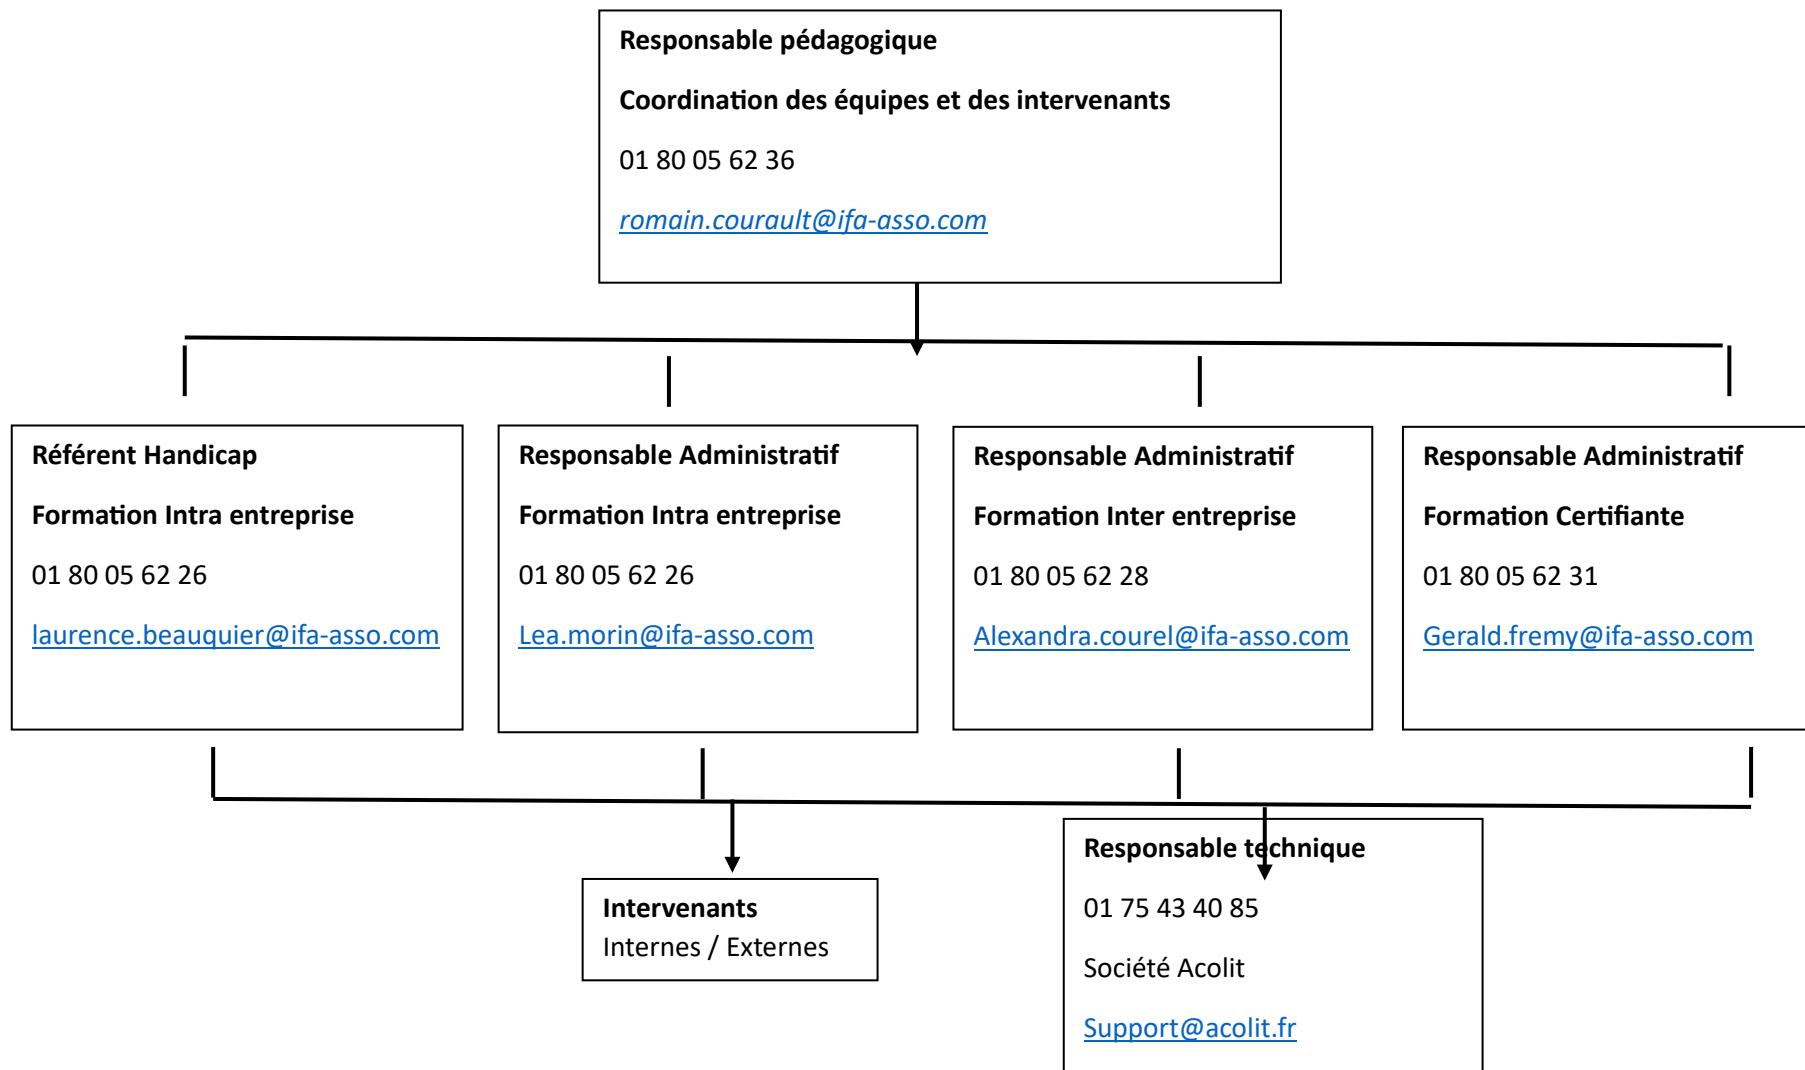 Responsable pédagogique
Coordination des équipes et des intervenants
01 80 05 62 36
romain.courault@ifa-asso.com
Référent Handicap
Formation Intra entreprise
01 80 05 62 26
laurence.beauquier@ifa-asso.com
Responsable Administratif
Formation Intra entreprise
01 80 05 62 26
Lea.morin@ifa-asso.com
Responsable Administratif
Formation Inter entreprise
01 80 05 62 28
Alexandra.courel@ifa-asso.com
Responsable Administratif
Formation Certifiante
01 80 05 62 31
Gerald.fremy@ifa-asso.com
Intervenants
Internes / Externes
Responsable technique
01 75 43 40 85
Société Acolit
Support@acolit.fr